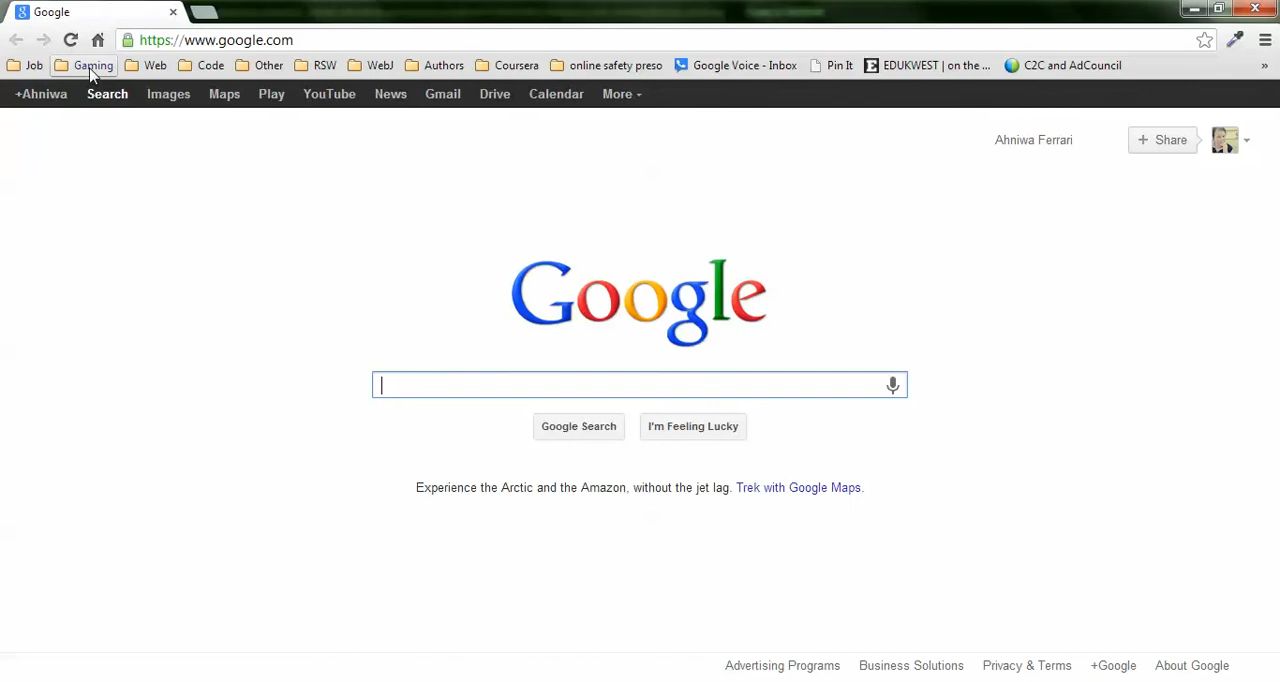 Google
https://www.google.com
Job Gaming Web Code Other RSW WebJ Authors Coursera online safety preso Google Voice - Inbox Pin It EDUKWEST | on the ... C2C and AdCouncil »
+Ahniwa Search Images Maps Play YouTube News Gmail Drive Calendar More
Ahniwa Ferrari + Share
Google
Google Search I'm Feeling Lucky
Experience the Arctic and the Amazon, without the jet lag. Trek with Google Maps.
Advertising Programs Business Solutions Privacy & Terms +Google About Google